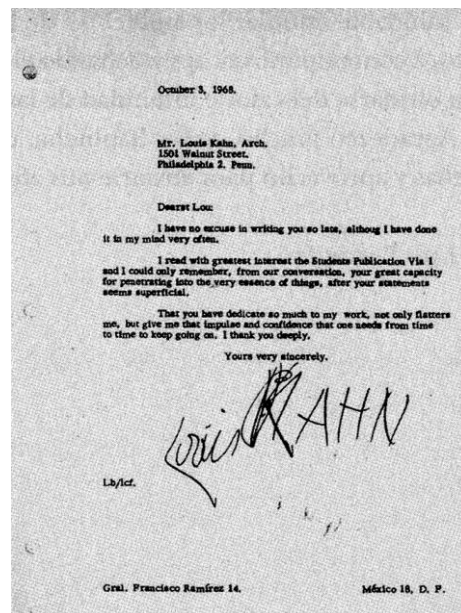 October 3, 1968.
Mr. Louis Kahn, Arch.
1501 Walnut Street.
Philadelphia 2. Penn.
Dearst Lou:
I have no excuse in writing you so late, althoug I have done
it in my mind very often.
I read with greatest interest the Students Publication Via 1
and I could only remember, from our conversation, your great capacity
for penetrating into the very essence of things, after your statements
seems superficial.
That you have dedicate so much to my work, not only flatters
me, but give me that impulse and confidence that one needs from time
to time to keep going on. I thank you deeply.
Yours very sincerely.
Louis KAHN
Lb/lcf.
Gral. Francisco Ramírez 14. México 18, D. F.